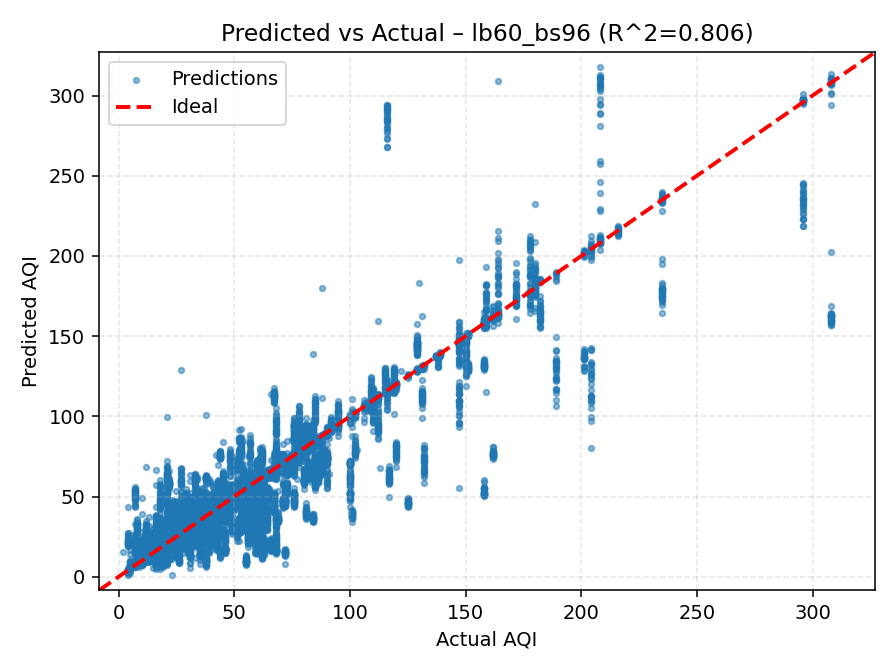 Predicted vs Actual – lb60_bs96 (R^2=0.806)
Predictions
Ideal
Predicted AQI
300
250
200
150
100
50
0
0 50 100 150 200 250 300
Actual AQI